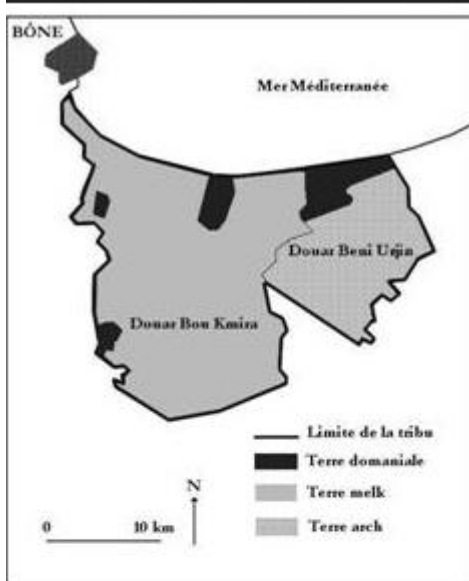 BÔNE
Mer Méditerranée
Douar Beni Urjin
Douar Bou Kmira
Limite de la tribu
Terre domaniale
Terre melk
Terre arch
N
0 10 km